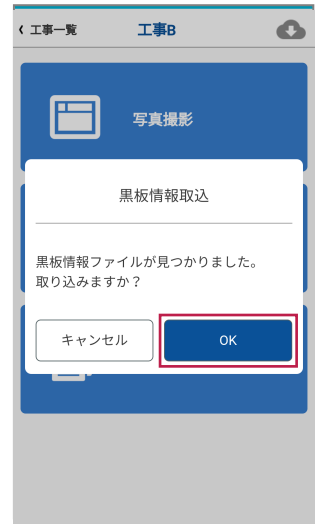 工事一覧
工事B
写真撮影
黒板情報取込
黒板情報ファイルが見つかりました。
取り込みますか？
キャンセル
OK